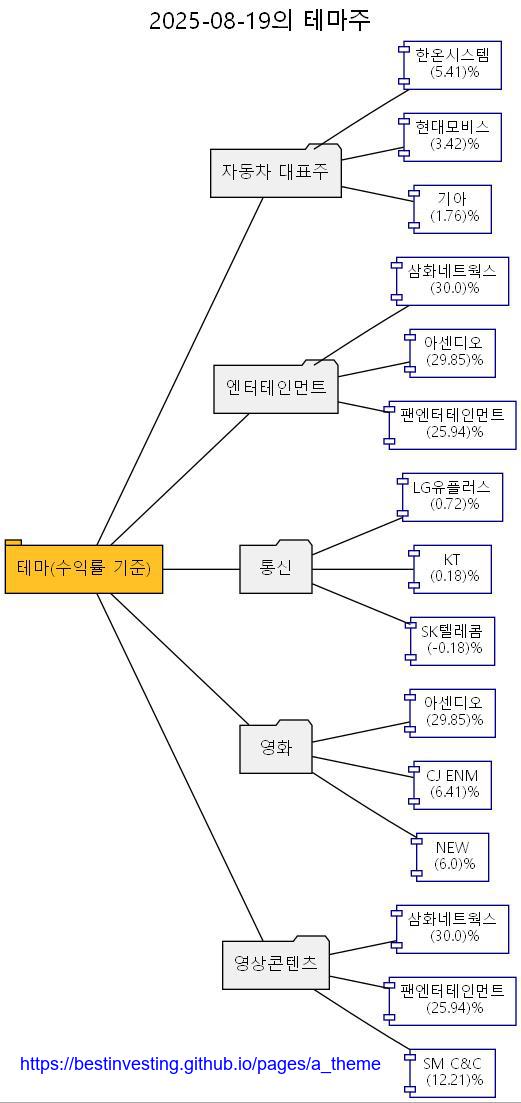 2025-08-19의 테마주
한온시스템
(5.41)%
현대모비스
(3.42)%
자동차 대표주
기아
(1.76)%
삼화네트웍스
(30.0)%
아센디오
(29.85)%
엔터테인먼트
팬엔터테인먼트
(25.94)%
LG유플러스
(0.72)%
테마(수익률 기준)
통신
KT
(0.18)%
SK텔레콤
(-0.18)%
아센디오
(29.85)%
영화
CJ ENM
(6.41)%
NEW
(6.0)%
삼화네트웍스
(30.0)%
영상콘텐츠
팬엔터테인먼트
(25.94)%
SM C&C
(12.21)%
https://bestinvesting.github.io/pages/a_theme